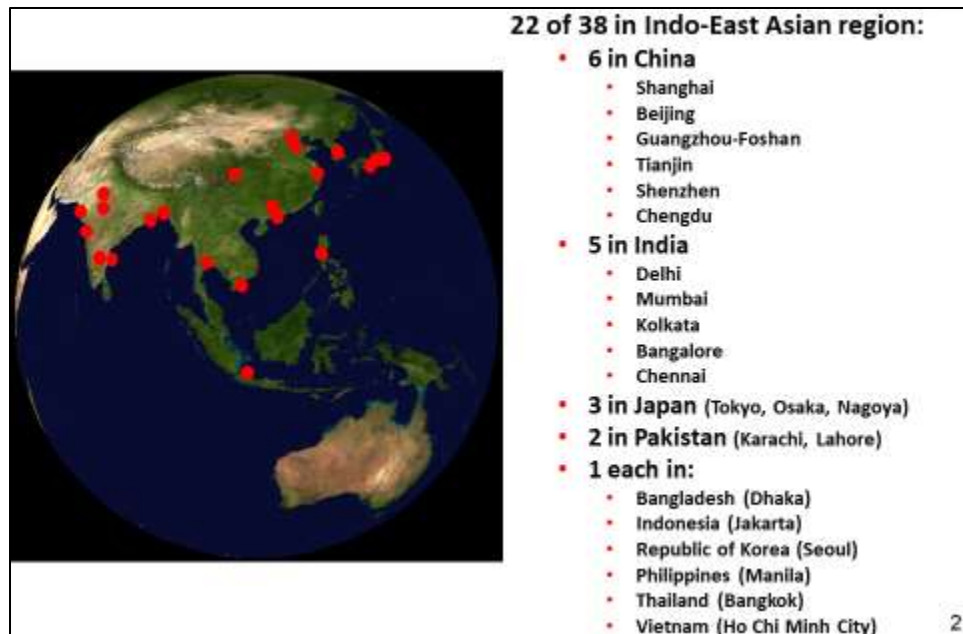 22 of 38 in Indo-East Asian region:
6 in China
Shanghai
Beijing
Guangzhou-Foshan
Tianjin
Shenzhen
Chengdu
5 in India
Delhi
Mumbai
Kolkata
Bangalore
Chennai
3 in Japan (Tokyo, Osaka, Nagoya)
2 in Pakistan (Karachi, Lahore)
1 each in:
Bangladesh (Dhaka)
Indonesia (Jakarta)
Republic of Korea (Seoul)
Philippines (Manila)
Thailand (Bangkok)
Vietnam (Ho Chi Minh City)
2